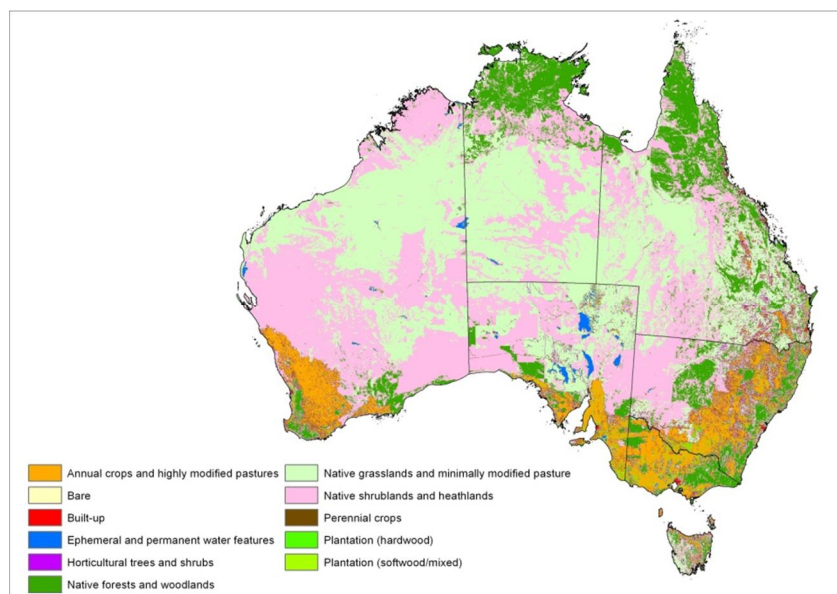 Annual crops and highly modified pastures
Bare
Built-up
Ephemeral and permanent water features
Horticultural trees and shrubs
Native forests and woodlands
Native grasslands and minimally modified pasture
Native shrublands and heathlands
Perennial crops
Plantation (hardwood)
Plantation (softwood/mixed)